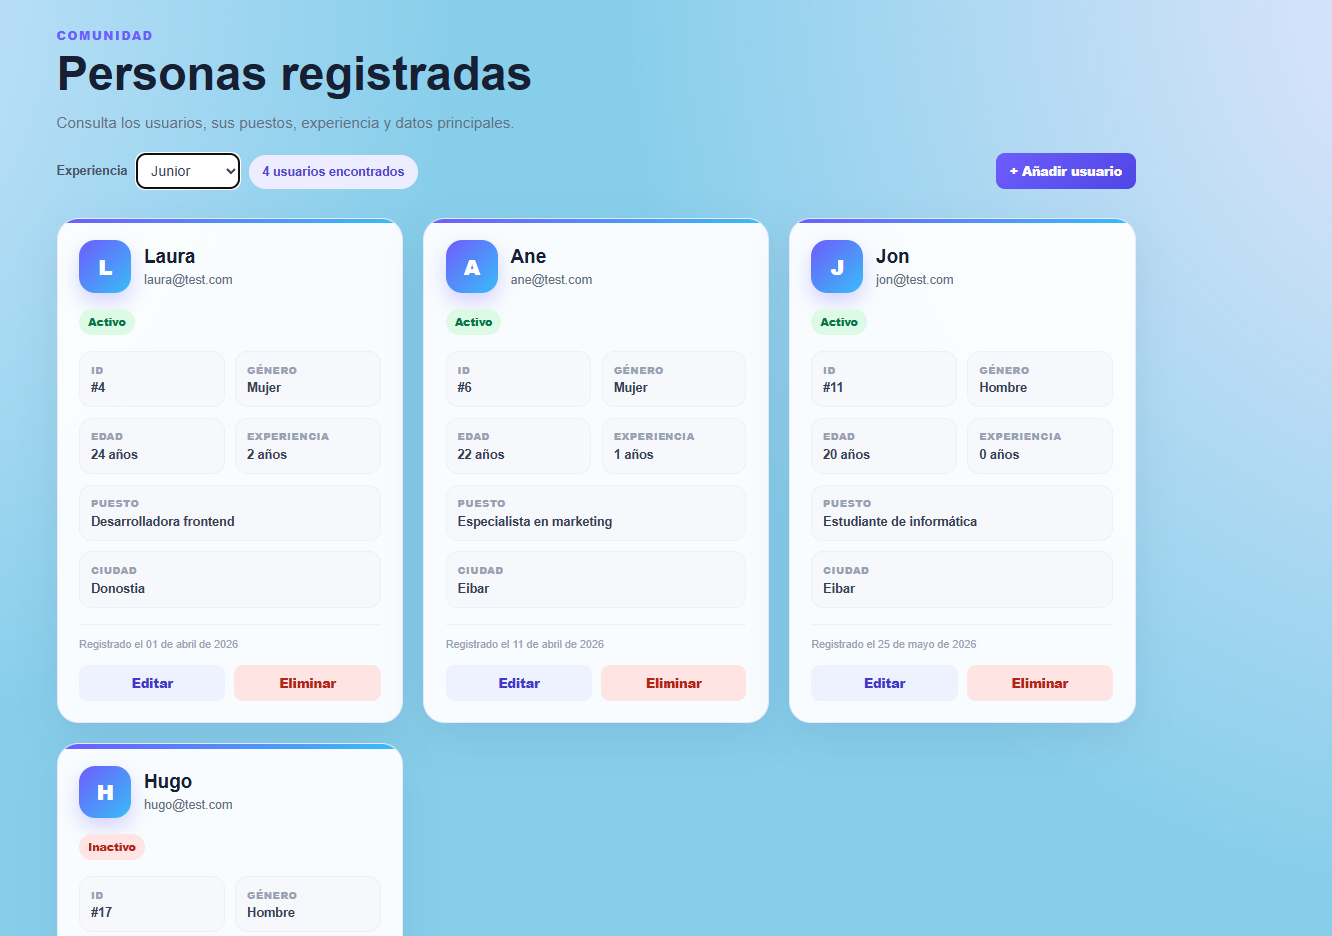 COMUNIDAD
Personas registradas
Consulta los usuarios, sus puestos, experiencia y datos principales.
Experiencia Junior 4 usuarios encontrados + Añadir usuario
L Laura
laura@test.com
Activo
ID GÉNERO
#4 Mujer
EDAD EXPERIENCIA
24 años 2 años
PUESTO
Desarrolladora frontend
CIUDAD
Donostia
Registrado el 01 de abril de 2026
Editar Eliminar
A Ane
ane@test.com
Activo
ID GÉNERO
#6 Mujer
EDAD EXPERIENCIA
22 años 1 años
PUESTO
Especialista en marketing
CIUDAD
Eibar
Registrado el 11 de abril de 2026
Editar Eliminar
J Jon
jon@test.com
Activo
ID GÉNERO
#11 Hombre
EDAD EXPERIENCIA
20 años 0 años
PUESTO
Estudiante de informática
CIUDAD
Eibar
Registrado el 25 de mayo de 2026
Editar Eliminar
H Hugo
hugo@test.com
Inactivo
ID GÉNERO
#17 Hombre